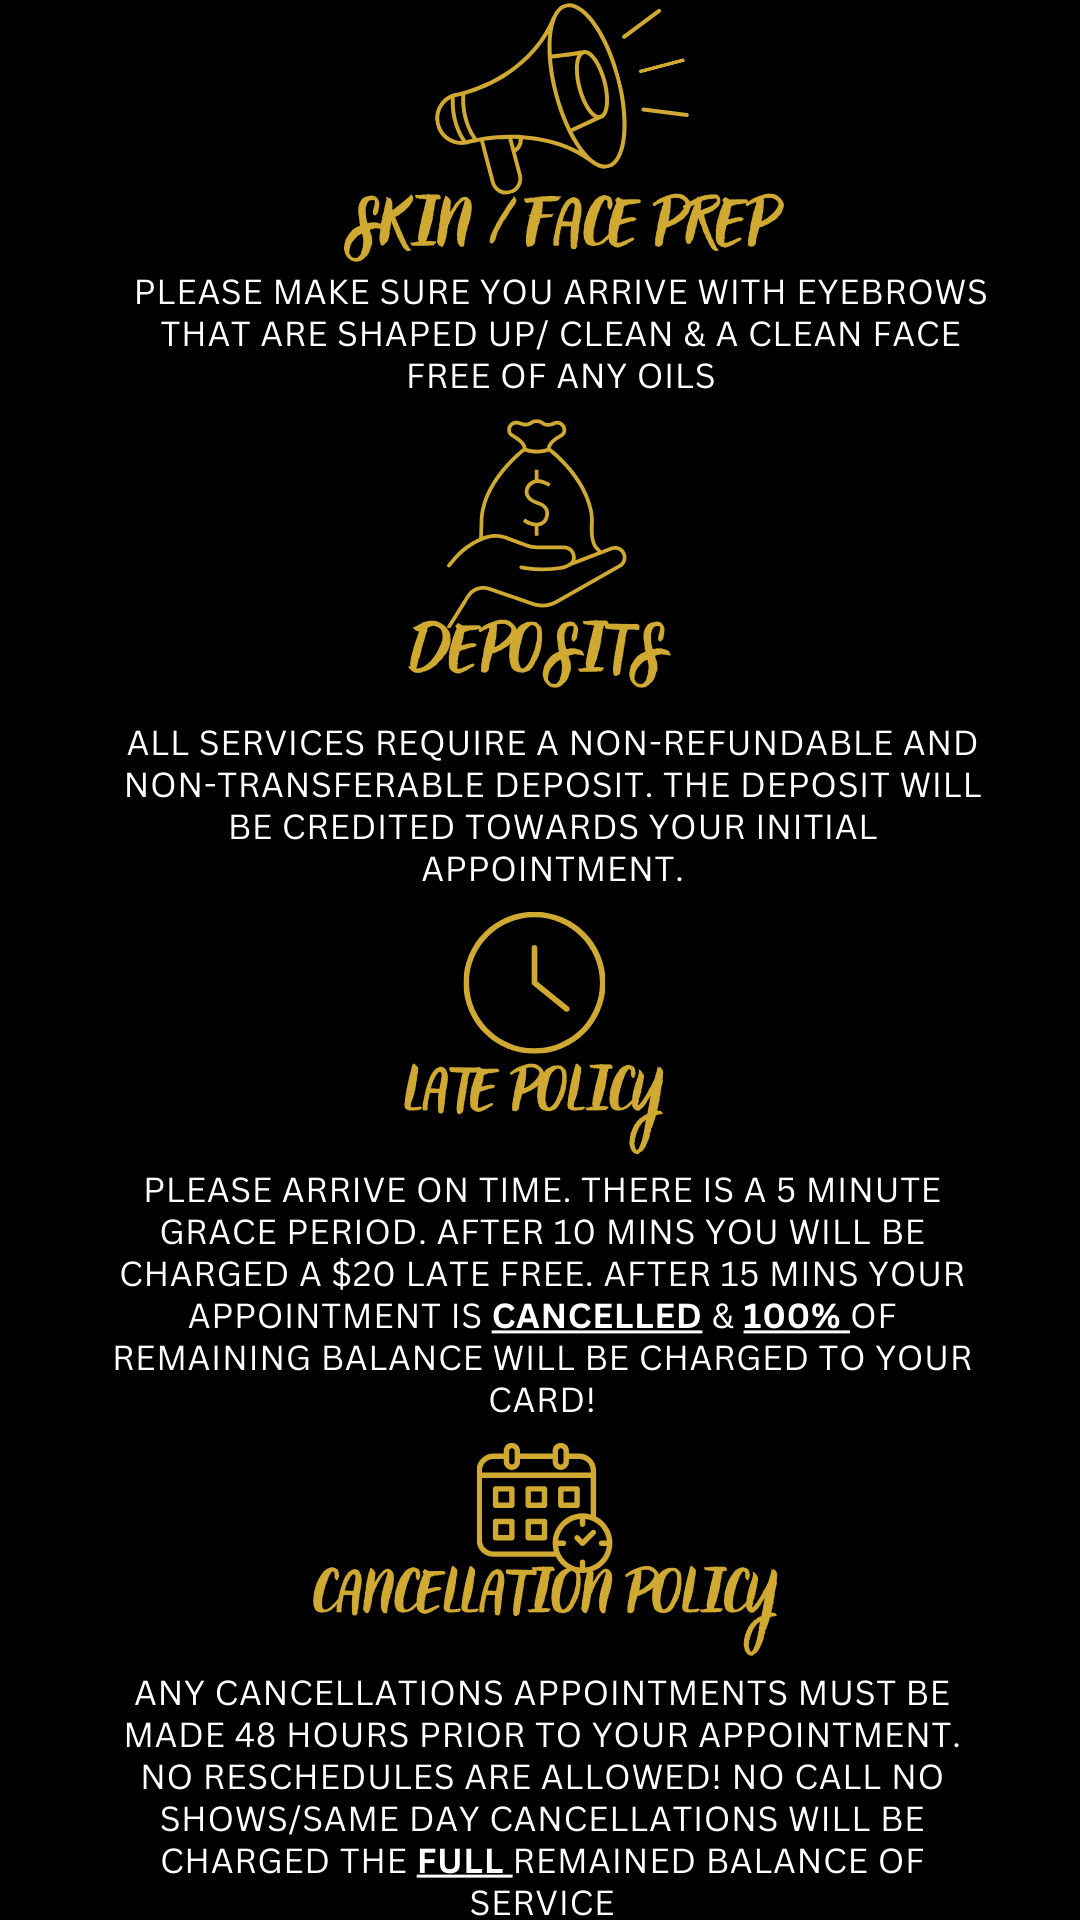 SKIN / FACE PREP
PLEASE MAKE SURE YOU ARRIVE WITH EYEBROWS
THAT ARE SHAPED UP/ CLEAN & A CLEAN FACE
FREE OF ANY OILS
$
DEPOSITS
ALL SERVICES REQUIRE A NON-REFUNDABLE AND
NON-TRANSFERABLE DEPOSIT. THE DEPOSIT WILL
BE CREDITED TOWARDS YOUR INITIAL
APPOINTMENT.
LATE POLICY
PLEASE ARRIVE ON TIME. THERE IS A 5 MINUTE
GRACE PERIOD. AFTER 10 MINS YOU WILL BE
CHARGED A $20 LATE FREE. AFTER 15 MINS YOUR
APPOINTMENT IS CANCELLED & 100% OF
REMAINING BALANCE WILL BE CHARGED TO YOUR
CARD!
CANCELLATION POLICY
ANY CANCELLATIONS APPOINTMENTS MUST BE
MADE 48 HOURS PRIOR TO YOUR APPOINTMENT.
NO RESCHEDULES ARE ALLOWED! NO CALL NO
SHOWS/SAME DAY CANCELLATIONS WILL BE
CHARGED THE FULL REMAINED BALANCE OF
SERVICE